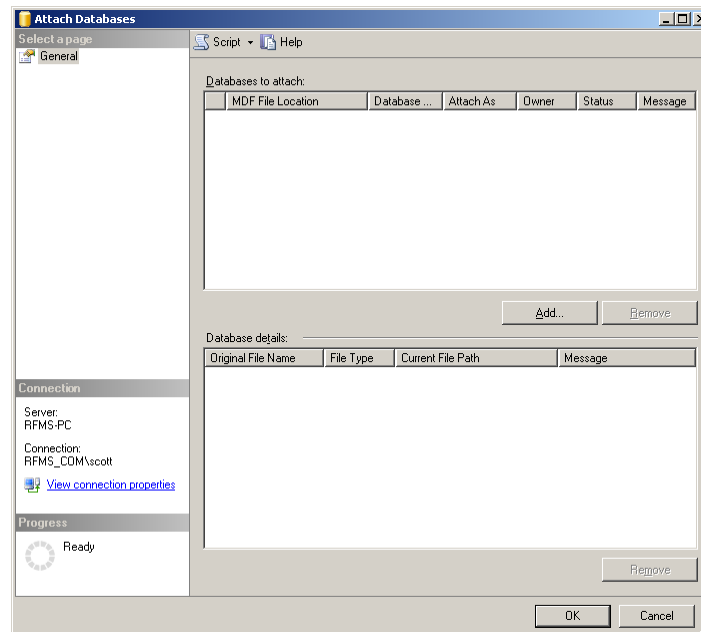 Attach Databases
Select a page
General
Script Help
Databases to attach:
MDF File Location Database ... Attach As Owner Status Message
Add... Remove
Database details:
Original File Name File Type Current File Path Message
Connection
Server:
RFMS-PC
Connection:
RFMS_COM\scott
View connection properties
Progress
Ready
Remove
OK Cancel